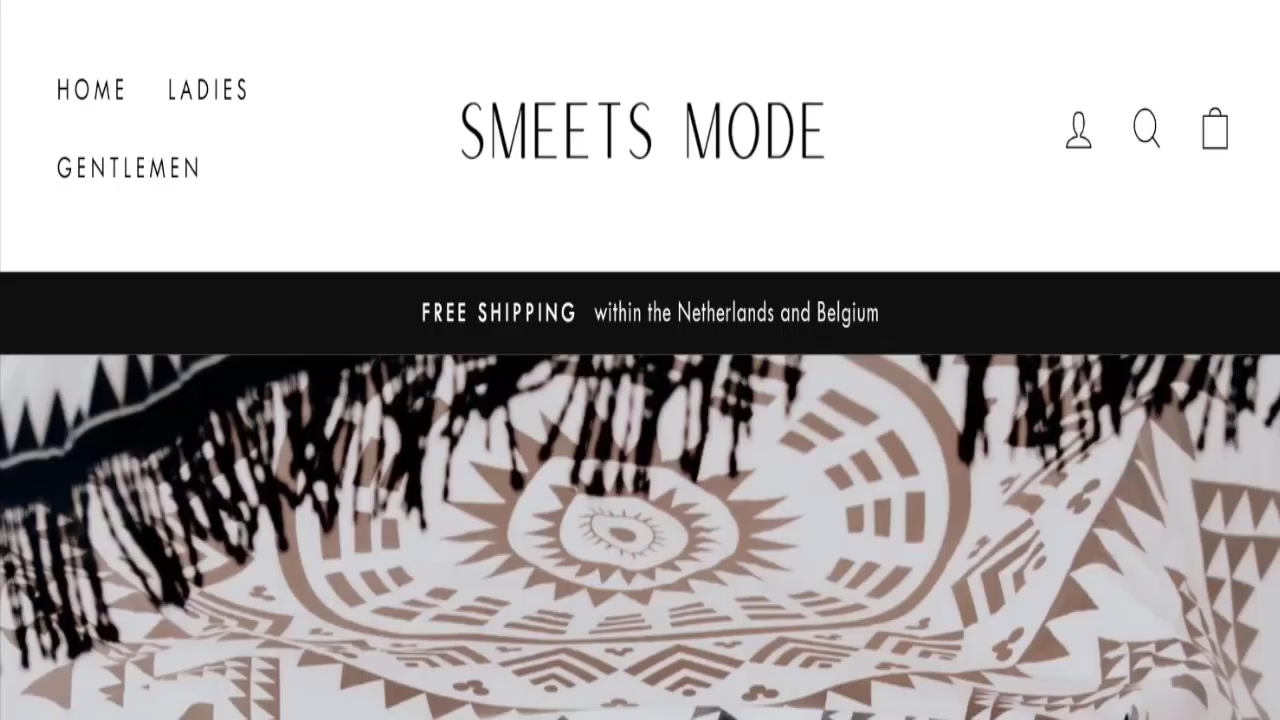 HOME LADIES
GENTLEMEN
SMEETS MODE
FREE SHIPPING within the Netherlands and Belgium